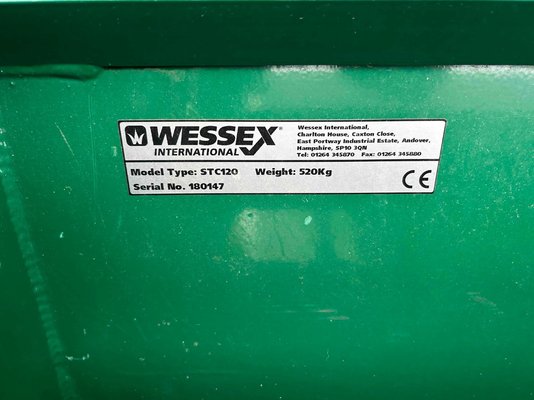 WESSEX
INTERNATIONAL
Wessex International,
Charlton House, Caxton Close,
East Portway Industrial Estate, Andover,
Hampshire, SP10 3QN
Tel: 01264 345870 Fax: 01264 345880
Model Type: STC120 Weight: 520Kg
Serial No. 180147
CE